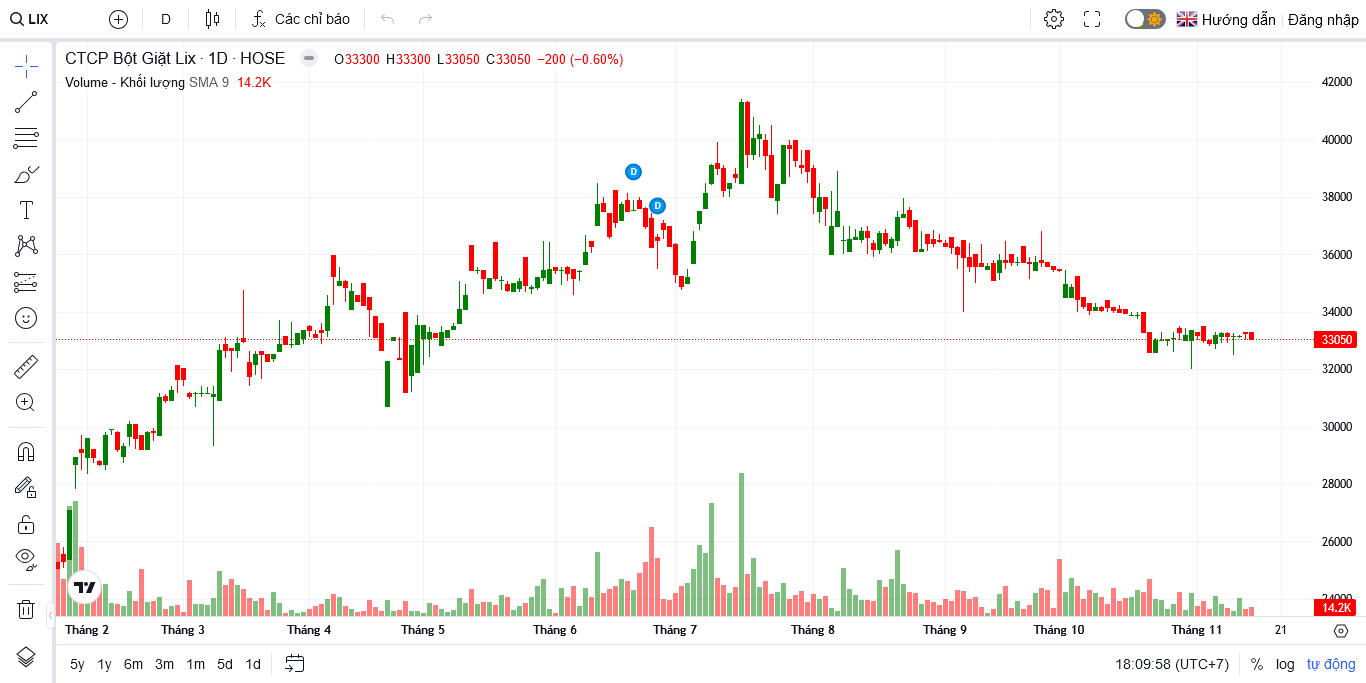 LIX D Các chỉ báo Hướng dẫn Đăng nhập
CTCP Bột Giặt Lix · 1D · HOSE O33300 H33300 L33050 C33050 −200 (−0.60%)
Volume - Khối lượng SMA 9 14.2K
42000
40000
D
38000
D
36000
34000
33050
32000
30000
28000
26000
24000
14.2K
Tháng 2 Tháng 3 Tháng 4 Tháng 5 Tháng 6 Tháng 7 Tháng 8 Tháng 9 Tháng 10 Tháng 11 21
5y 1y 6m 3m 1m 5d 1d 18:09:58 (UTC+7) % log tự động